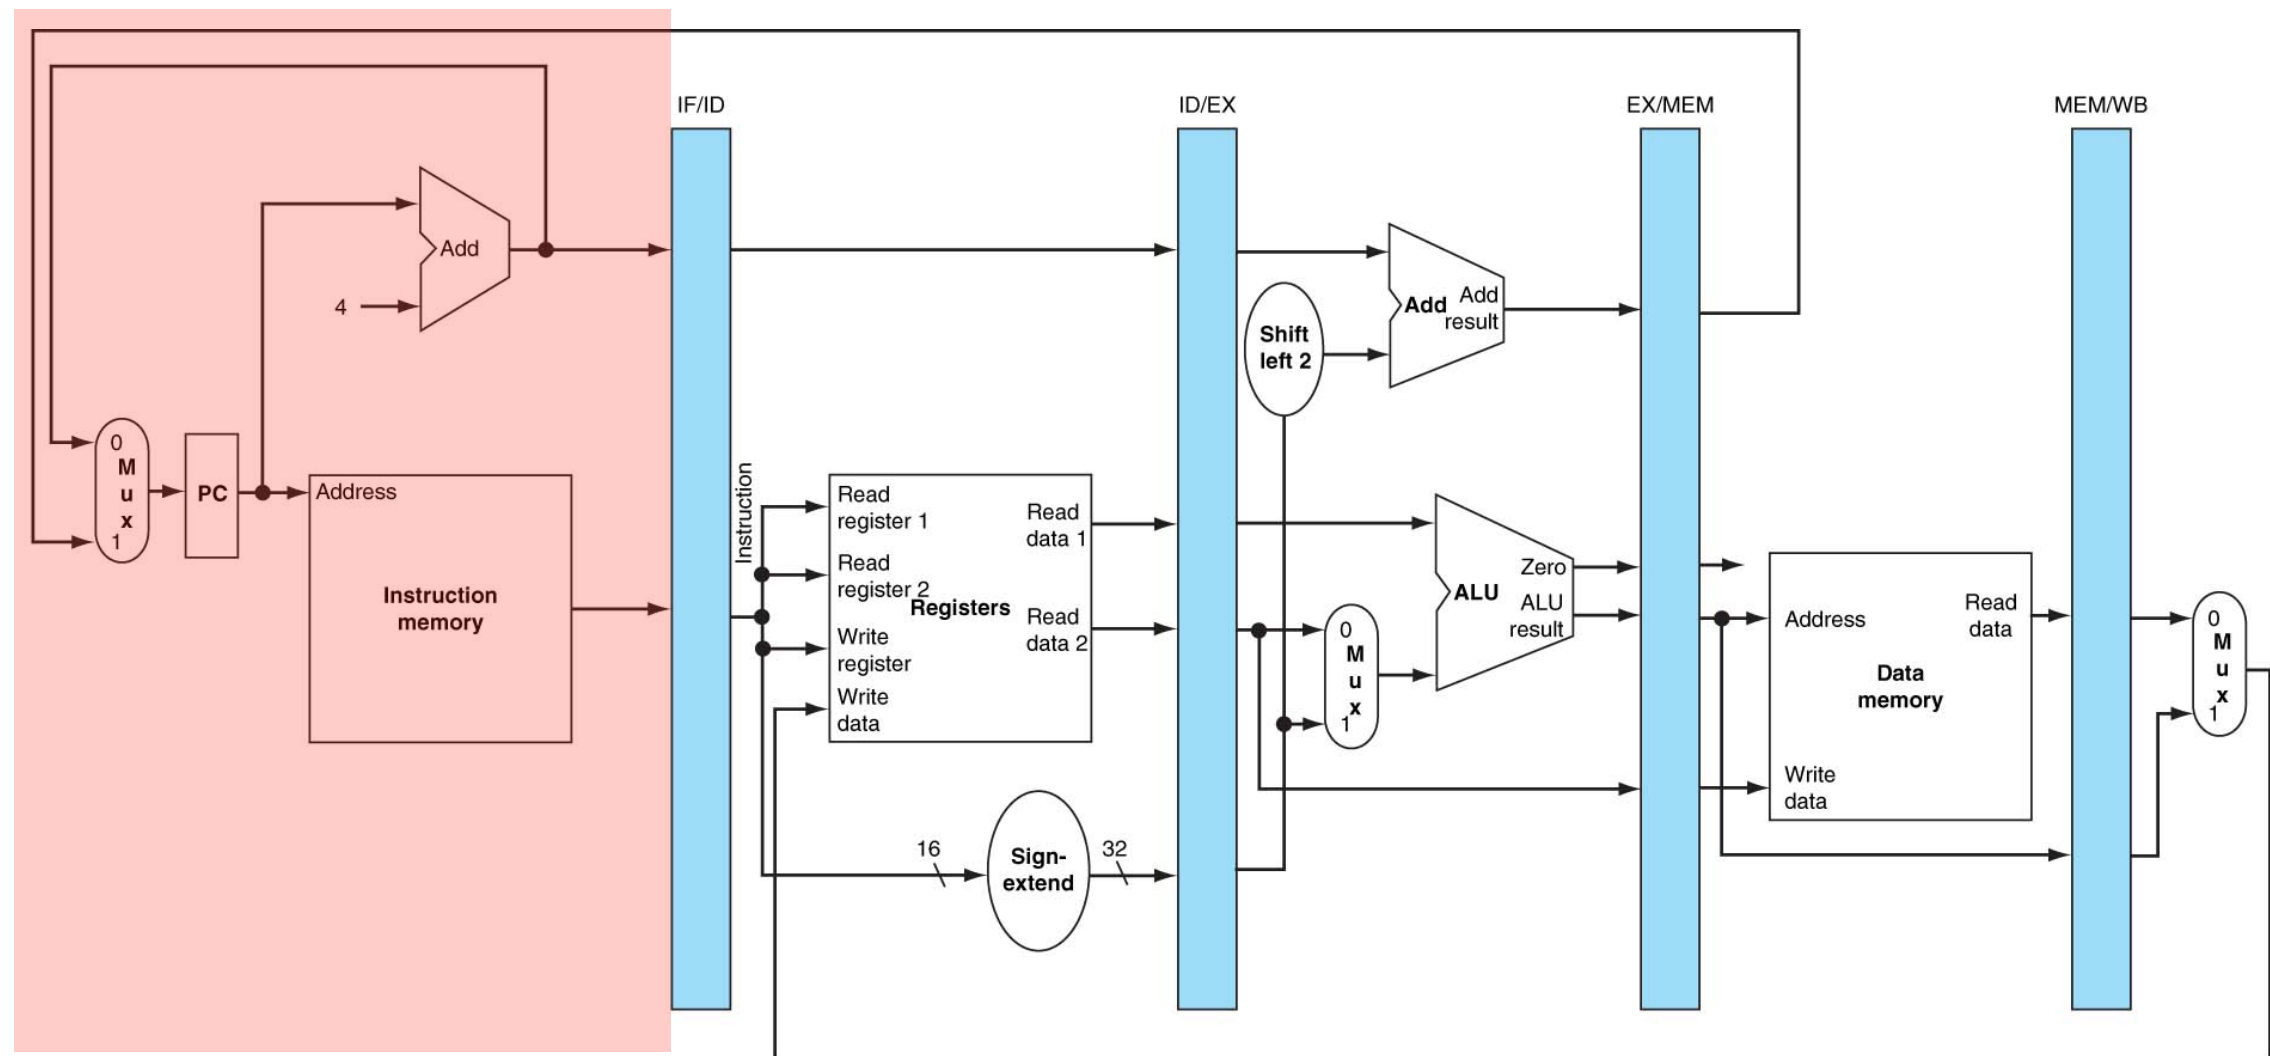 IF/ID
ID/EX
EX/MEM
MEM/WB
Add
4
0
M
u
x
1
PC
Address
Instruction
memory
Instruction
Read
register 1
Read
register 2
Write
register
Write
data
Registers
Read
data 1
Read
data 2
16
Sign-
extend
32
Shift
left 2
Add
Add
result
0
M
u
x
1
ALU
Zero
ALU
result
Address
Read
data
Data
memory
Write
data
0
M
u
x
1